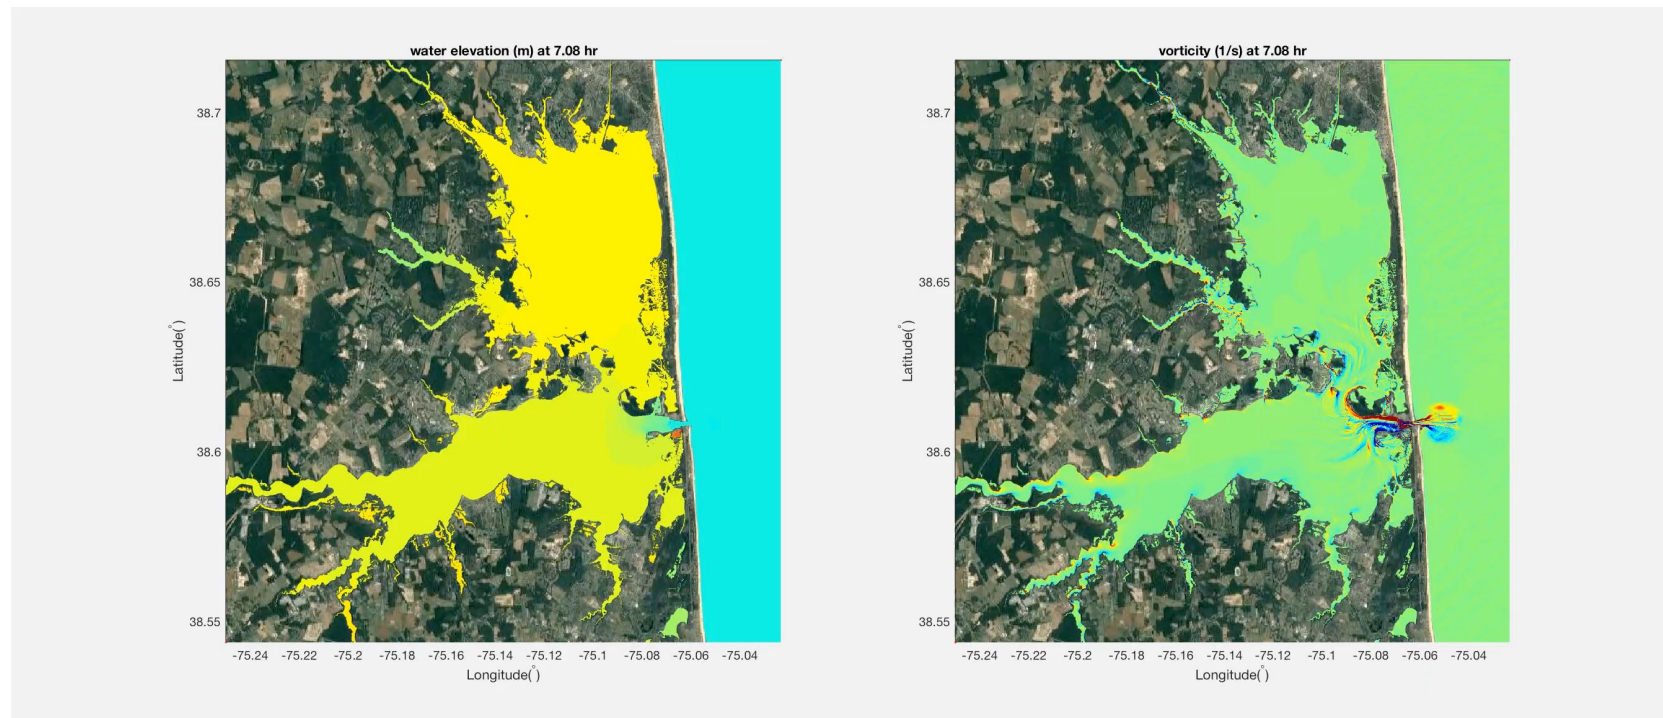 water elevation (m) at 7.08 hr
38.7
38.65
38.6
38.55
Latitude(°)
-75.24 -75.22 -75.2 -75.18 -75.16 -75.14 -75.12 -75.1 -75.08 -75.06 -75.04
Longitude(°)
vorticity (1/s) at 7.08 hr
38.7
38.65
38.6
38.55
Latitude(°)
-75.24 -75.22 -75.2 -75.18 -75.16 -75.14 -75.12 -75.1 -75.08 -75.06 -75.04
Longitude(°)